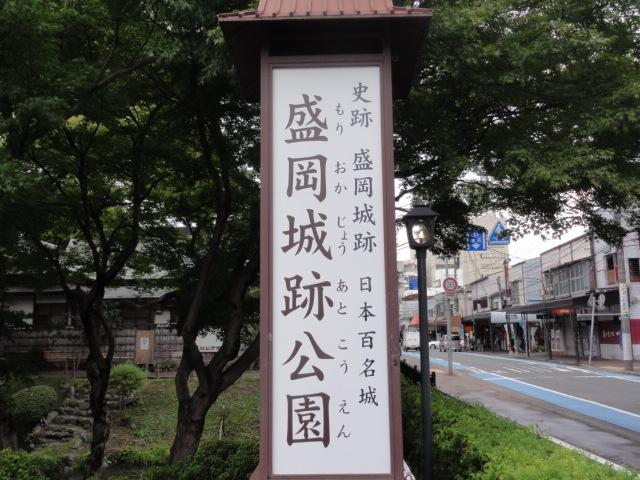 史跡 盛岡城跡 日本百名城
もり おか じょう あと こう えん
盛岡城跡公園